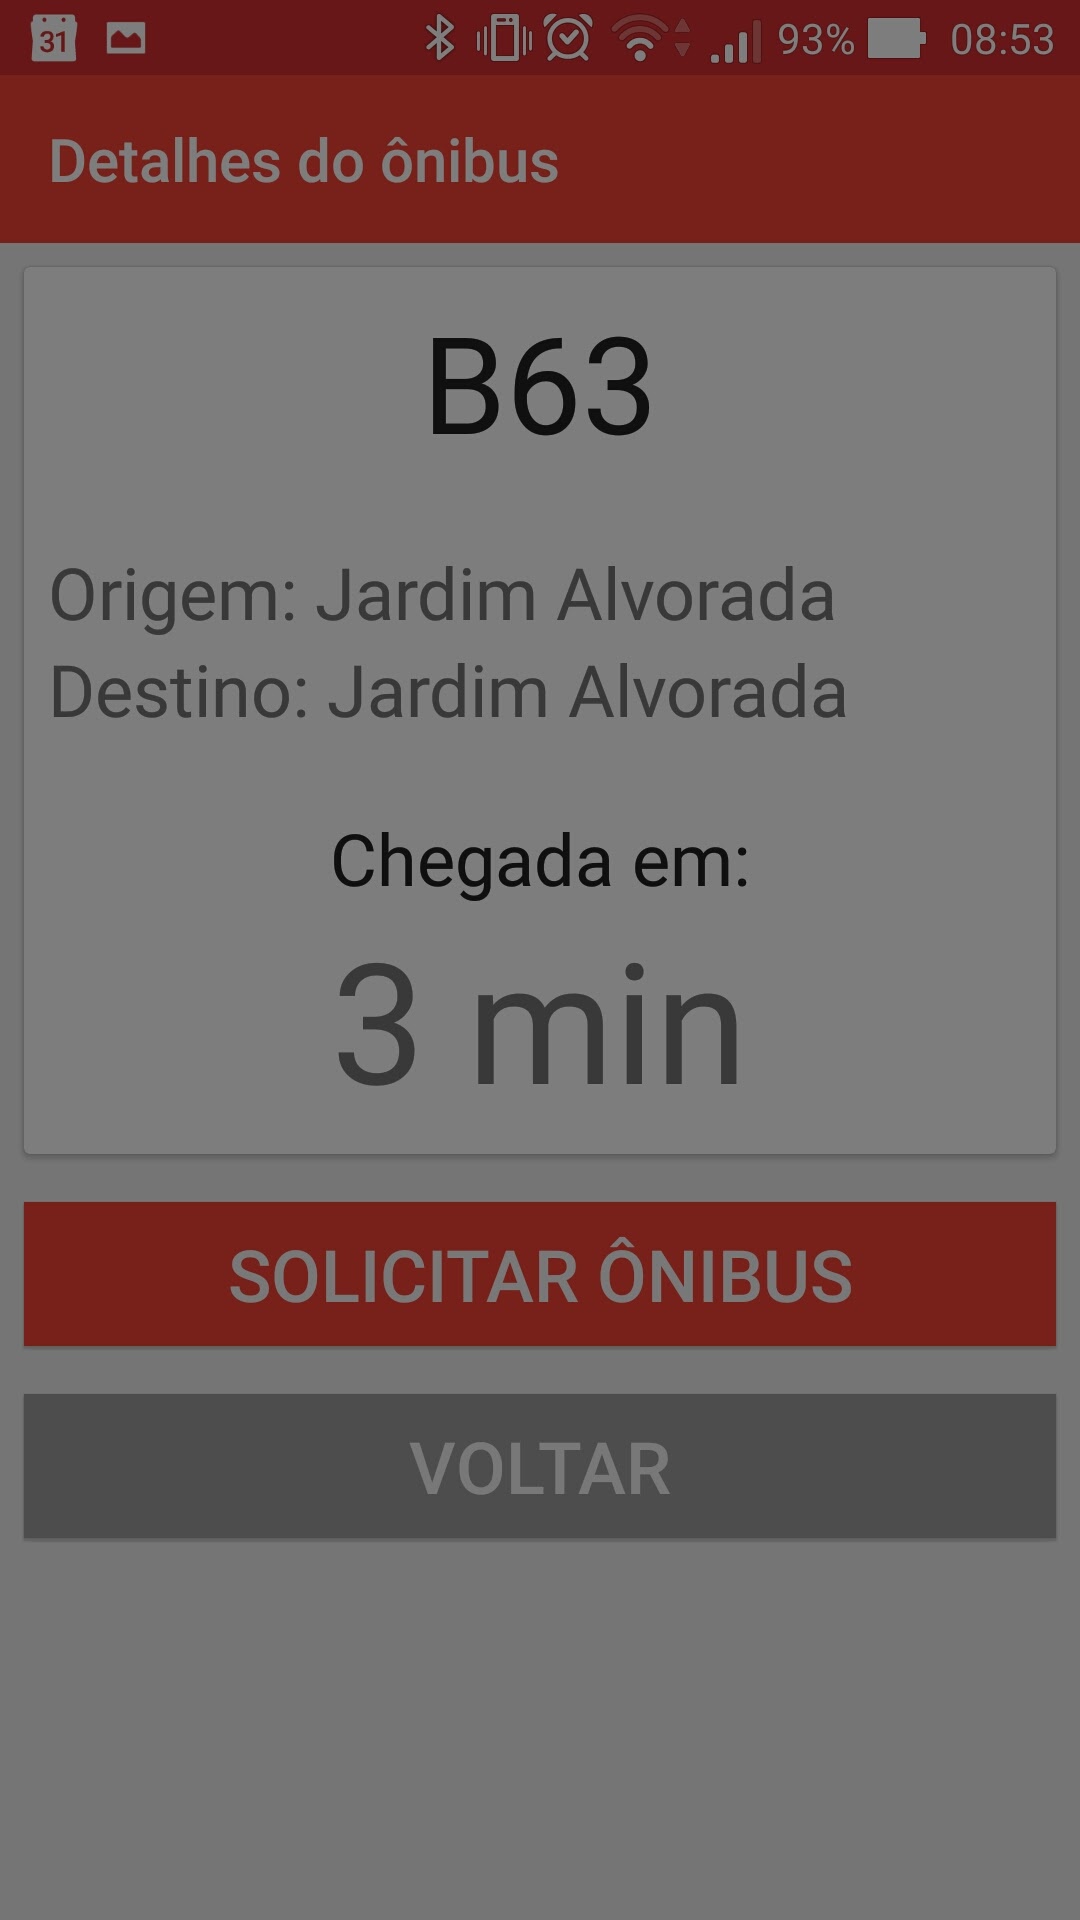 31 93% 08:53
Detalhes do ônibus
B63
Origem: Jardim Alvorada
Destino: Jardim Alvorada
Chegada em:
3 min
SOLICITAR ÔNIBUS
VOLTAR